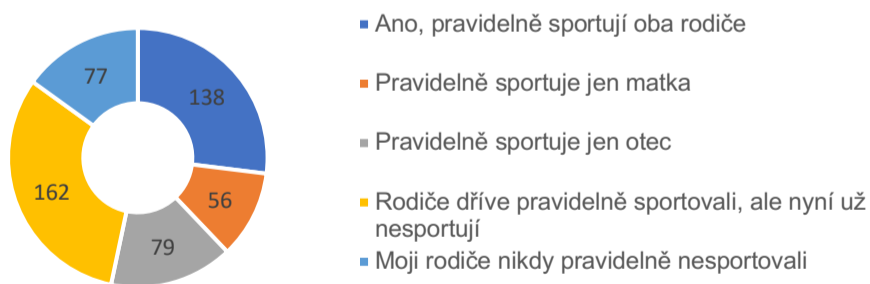 138
56
79
162
77
Ano, pravidelně sportují oba rodiče
Pravidelně sportuje jen matka
Pravidelně sportuje jen otec
Rodiče dříve pravidelně sportovali, ale nyní už
nesportují
Moji rodiče nikdy pravidelně nesportovali